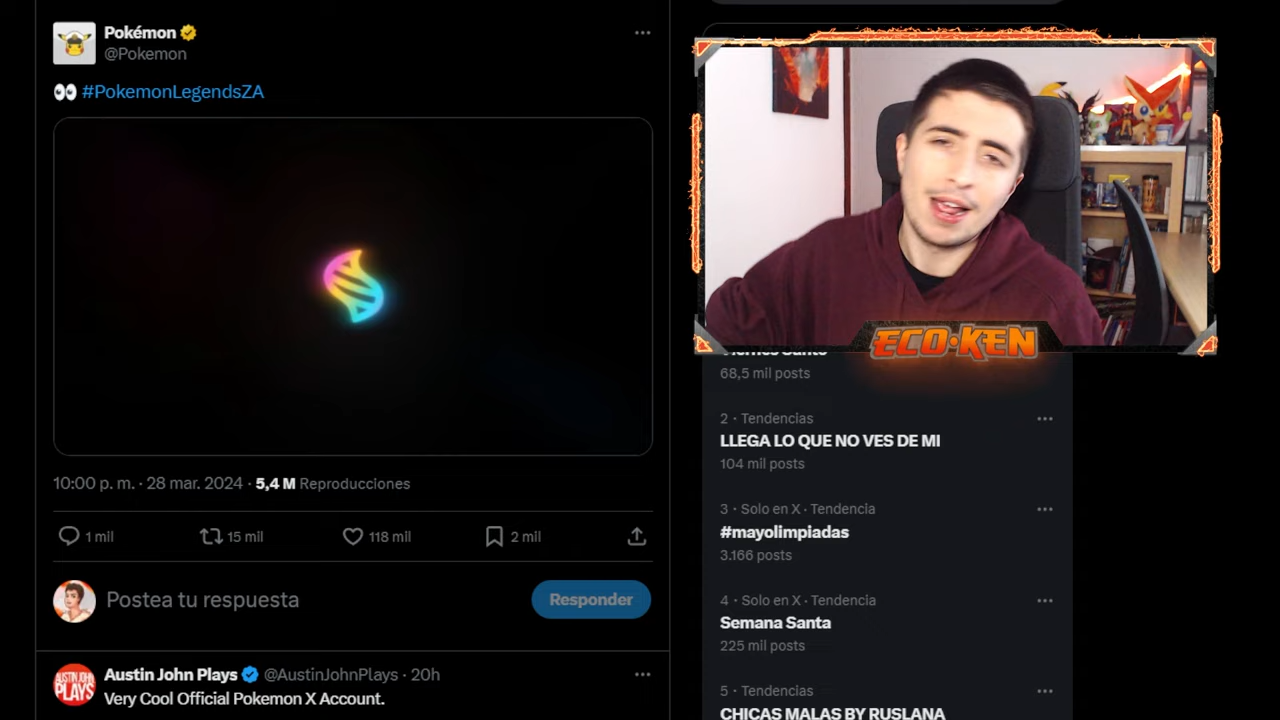 Pokémon
@Pokemon
👀 #PokemonLegendsZA
10:00 p. m. · 28 mar. 2024 · 5,4 M Reproducciones
1 mil
15 mil
118 mil
2 mil
Postea tu respuesta
Responder
Austin John Plays @AustinJohnPlays · 20h
Very Cool Official Pokemon X Account.
AUSTIN JOHN
PLAYS
ECO·KEN
68,5 mil posts
2 · Tendencias
LLEGA LO QUE NO VES DE MI
104 mil posts
3 · Solo en X · Tendencia
#mayolimpiadas
3.166 posts
4 · Solo en X · Tendencia
Semana Santa
225 mil posts
5 · Tendencias
CHICAS MALAS BY RUSLANA